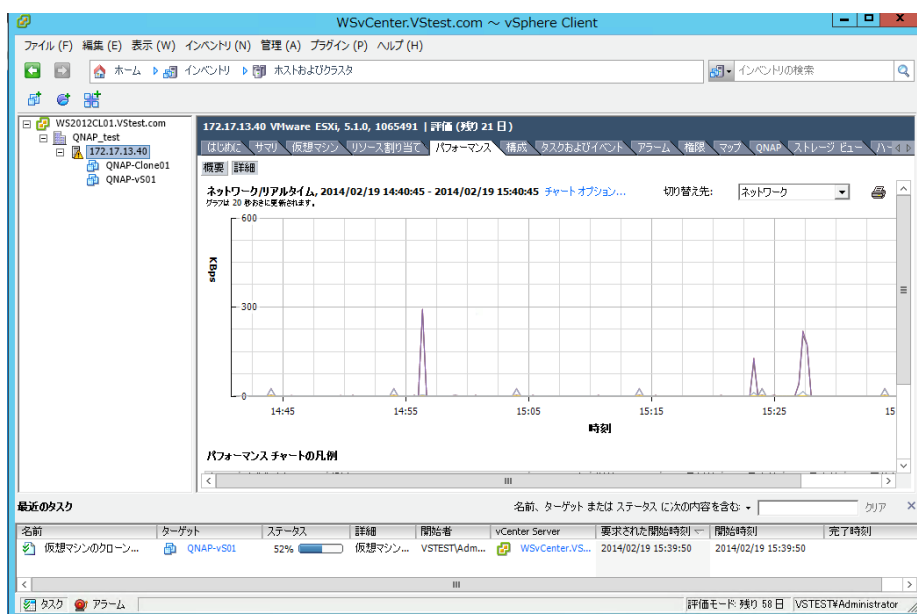 WSvCenter.VStest.com ～ vSphere Client
ファイル (F) 編集 (E) 表示 (W) インベントリ (N) 管理 (A) プラグイン (P) ヘルプ (H)
ホーム インベントリ ホストおよびクラスタ インベントリの検索
WS2012CL01.VStest.com
QNAP_test
172.17.13.40
QNAP-Clone01
QNAP-vS01
172.17.13.40 VMware ESXi, 5.1.0, 1065491 | 評価 (残り 21 日)
はじめに サマリ 仮想マシン リソース割り当て パフォーマンス 構成 タスクおよびイベント アラーム 権限 マップ QNAP ストレージ ビュー ハー
概要 詳細
ネットワーク/リアルタイム, 2014/02/19 14:40:45 - 2014/02/19 15:40:45 チャート オプション... 切り替え先: ネットワーク
グラフは 20 秒おきに更新されます。
600
KBps
300
0
14:45 14:55 15:05 15:15 15:25 15
時刻
パフォーマンス チャートの凡例
最近のタスク 名前、ターゲット または ステータス に次の内容を含む: クリア
名前 ターゲット ステータス 詳細 開始者 vCenter Server 要求された開始時刻 開始時刻 完了時刻
仮想マシンのクローン... QNAP-vS01 52% 仮想マシン... VSTEST\Adm... WSvCenter.VS... 2014/02/19 15:39:50 2014/02/19 15:39:50
タスク アラーム 評価モード: 残り 58 日 VSTEST¥Administrator